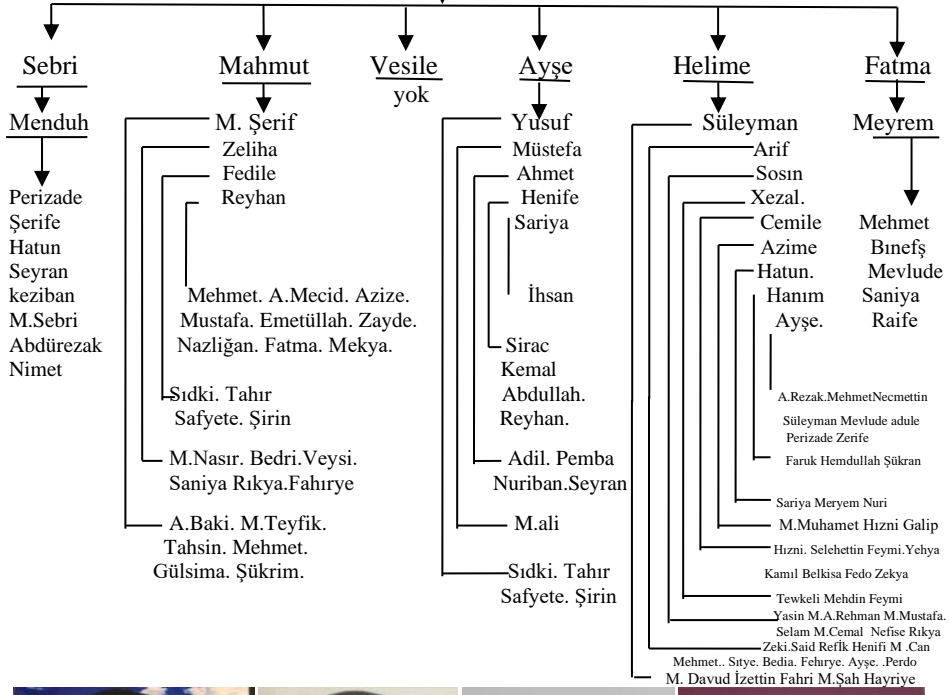 Sebri Mahmut Vesile Ayşe Helime Fatma
yok
Menduh M. Şerif Yusuf Süleyman Meyrem
Zeliha Müstefa Arif
Fedile Ahmet Sosın
Reyhan Henife Xezal.
Sariya Cemile
Azime
Hatun.
Hanım
Ayşe.
Perizade
Şerife
Hatun
Seyran
keziban
M.Sebri
Abdürezak
Nimet
Mehmet. A.Mecid. Azize.
Mustafa. Emetüllah. Zayde.
Nazliğan. Fatma. Mekya.
Sıdki. Tahır
Safyete. Şirin
M.Nasır. Bedri.Veysi.
Saniya Rıkya.Fahırye
A.Baki. M.Teyfik.
Tahsin. Mehmet.
Gülsima. Şükrim.
İhsan
Sirac
Kemal
Abdullah.
Reyhan.
Adil. Pemba
Nuriban.Seyran
M.ali
Sıdki. Tahir
Safyete. Şirin
A.Rezak.MehmetNecmettin
Süleyman Mevlude adule
Perizade Zerife
Faruk Hemdullah Şükran
Sariya Meryem Nuri
M.Muhamet Hızni Galip
Hızni. Selehettin Feymi.Yehya
Kamıl Belkisa Fedo Zekya
Tewkeli Mehdin Feymi
Yasin M.A.Rehman M.Mustafa.
Selam M.Cemal Nefise Rıkya
Zeki.Said Refİk Henifi M .Can
Mehmet.. Sıtye. Bedia. Fehırye. Ayşe. .Perdo
M. Davud İzettin Fahri M.Şah Hayriye
Mehmet
Bınefş
Mevlude
Saniya
Raife